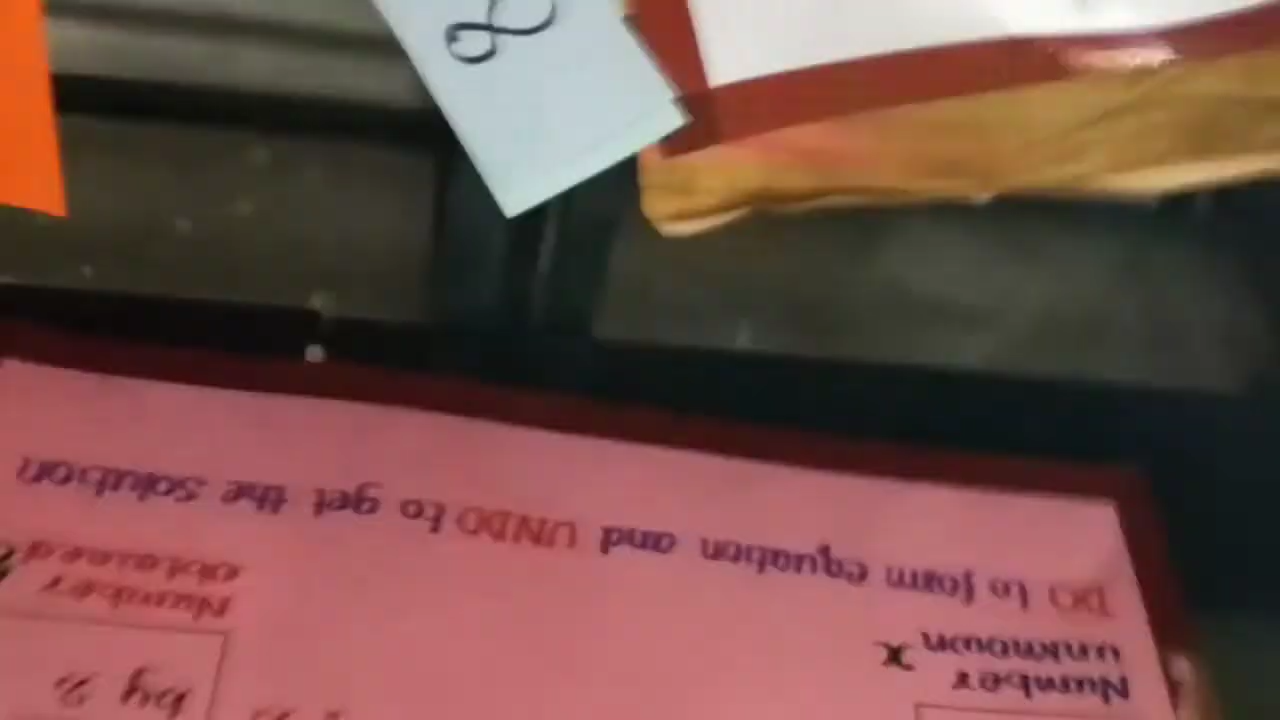 8
Number
unknown x
DO to form equation and UNDO to get the solution
Number
obtained
by 2